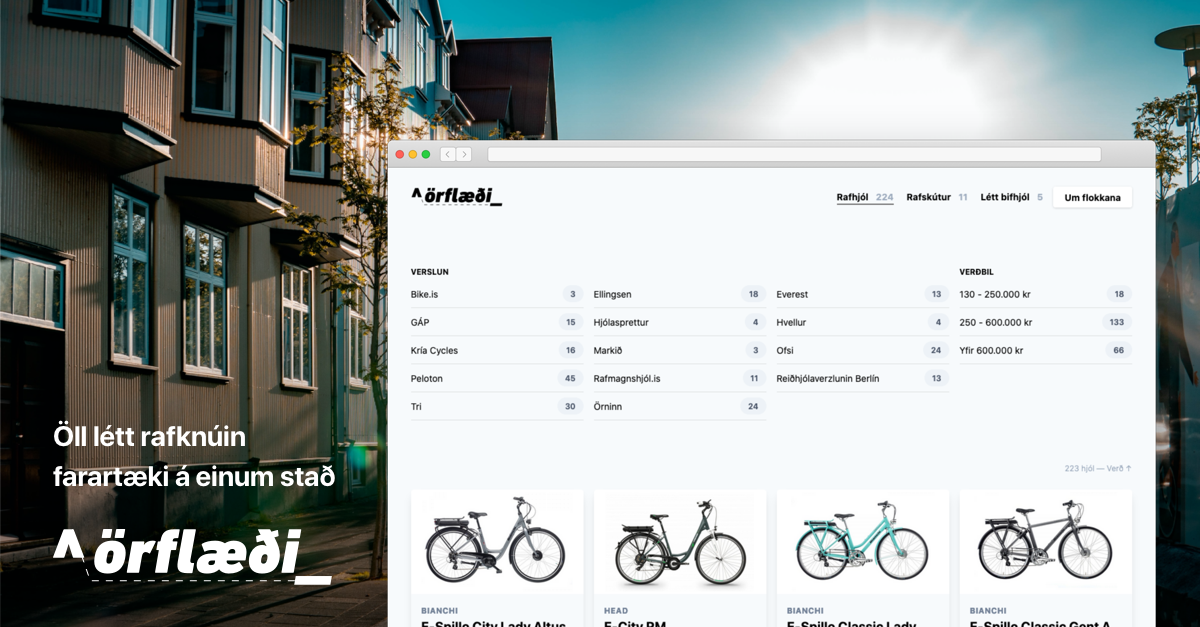 örflæði_
Rafhjól 224 Rafskútur 11 Létt bifhjól 5 Um flokkana
VERSLUN VERÐBIL
Bike.is 3 Ellingsen 18 Everest 13 130 - 250.000 kr 18
GÁP 15 Hjólasprettur 4 Hvellur 4 250 - 600.000 kr 133
Kría Cycles 16 Markið 3 Ofsi 24 Yfir 600.000 kr 66
Peloton 45 Rafmagnshjól.is 11 Reiðhjólaverzlunin Berlín 13
Tri 30 Örninn 24
223 hjól — Verð ↑
BIANCHI HEAD BIANCHI BIANCHI
E-Spillo City Lady Altus E-City RM E-Spillo Classic Lady E-Spillo Classic Gent A
Öll létt rafknúin
farartæki á einum stað
örflæði_